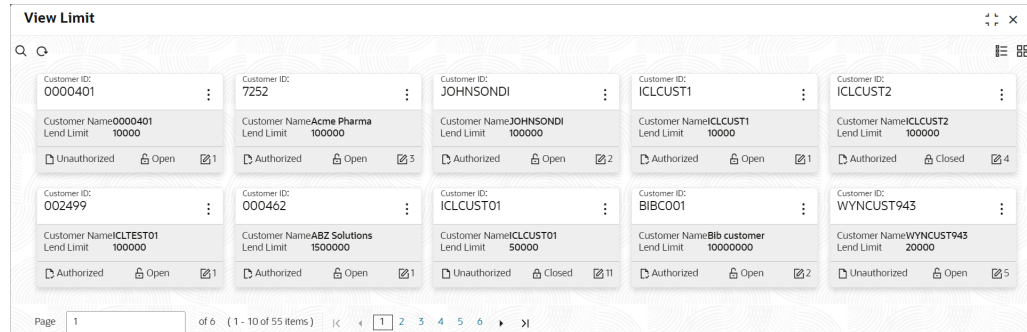 View Limit
Customer ID: Customer ID: Customer ID: Customer ID: Customer ID:
0000401 7252 JOHNSONDI ICLCUST1 ICLCUST2
Customer Name0000401 Customer NameAcme Pharma Customer NameJOHNSONDI Customer NameICLCUST1 Customer NameICLCUST2
Lend Limit 10000 Lend Limit 100000 Lend Limit 100000 Lend Limit 10000 Lend Limit 100000
Unauthorized Open 1 Authorized Open 3 Authorized Open 2 Authorized Open 1 Authorized Closed 4
Customer ID: Customer ID: Customer ID: Customer ID: Customer ID:
002499 000462 ICLCUST01 BIBC001 WYNCUST943
Customer NameICLTEST01 Customer NameABZ Solutions Customer NameICLCUST01 Customer NameBib customer Customer NameWYNCUST943
Lend Limit 100000 Lend Limit 1500000 Lend Limit 50000 Lend Limit 10000000 Lend Limit 20000
Authorized Open 1 Authorized Open 1 Unauthorized Closed 11 Authorized Open 2 Unauthorized Open 5
Page 1 of 6 (1 - 10 of 55 items) 1 2 3 4 5 6